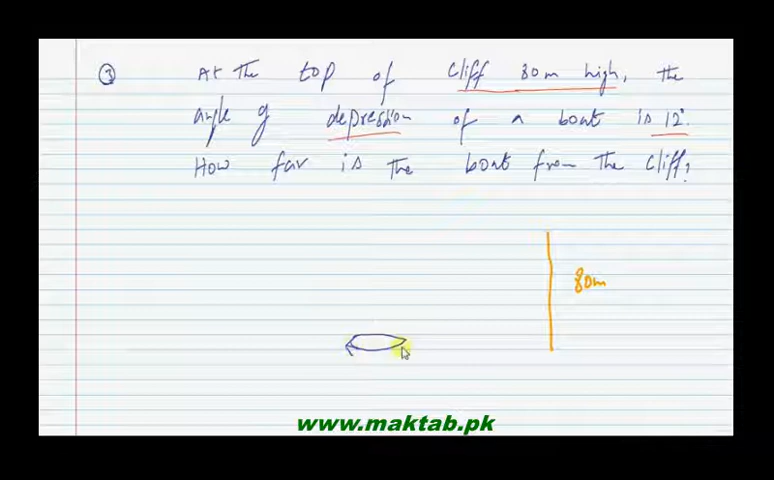 ③ At the top of cliff 80m high, the
angle of depression of a boat is 12°.
How far is the boat from the cliff?
80m
www.maktab.pk